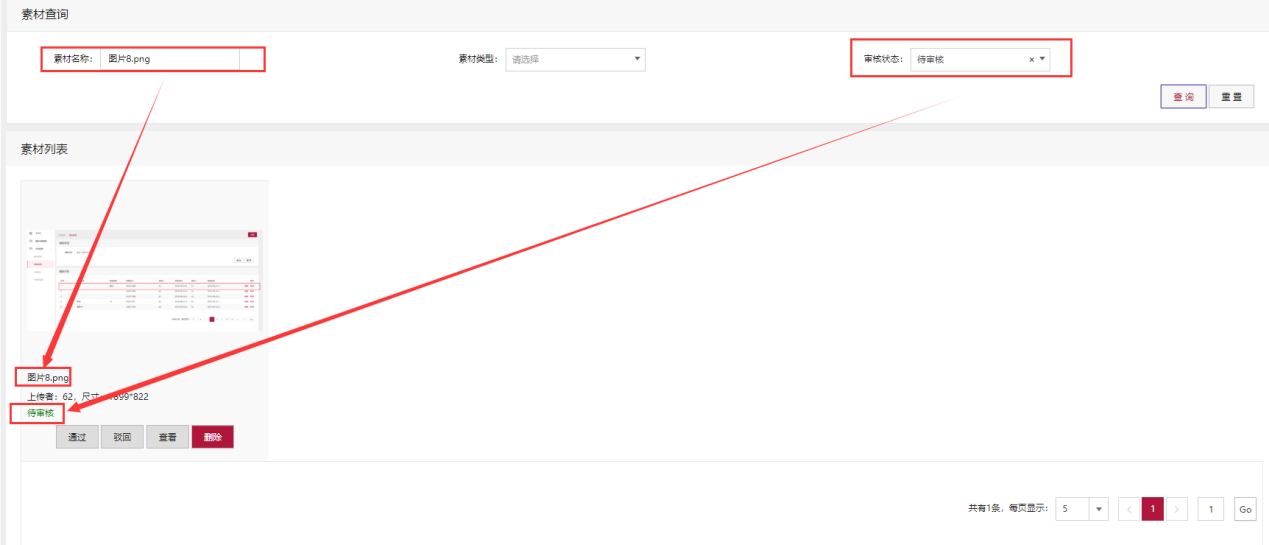 素材查询
素材名称： 图片8.png 素材类型： 请选择 审核状态： 待审核 × ▼
查询 重置
素材列表
图片8.png
上传者：62，尺寸：1899*822
待审核
通过 驳回 查看 删除
共有1条，每页显示： 5 ▼ < 1 > 1 Go